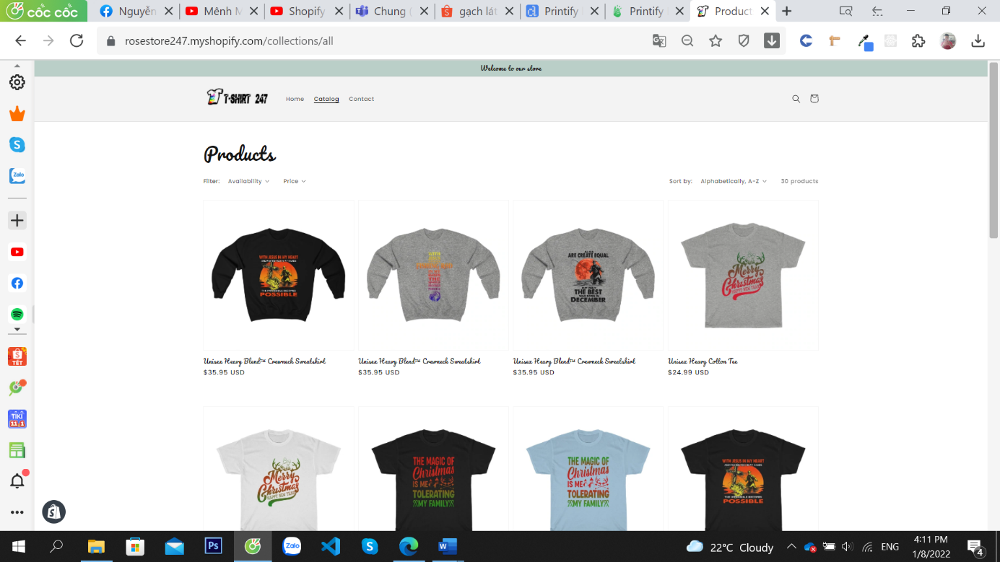 cốc cốc
Nguyễn
Mênh M
Shopify
Chung (
gạch lát
Printify
Printify
Product
rosestore247.myshopify.com/collections/all
Welcome to our store
T-SHIRT 247
Home
Catalog
Contact
Products
Filter:
Availability
Price
Sort by:
Alphabetically, A-Z
30 products
WITH JESUS IN MY HEART
POSSIBLE
WITH
ARE CREATE EQUAL
THE BEST
DECEMBER
Merry
Christmas
HAPPY NEW YEAR
Unisex Heavy Blend™ Crewneck Sweatshirt
$35.95 USD
Unisex Heavy Blend™ Crewneck Sweatshirt
$35.95 USD
Unisex Heavy Blend™ Crewneck Sweatshirt
$35.95 USD
Unisex Heavy Cotton Tee
$24.99 USD
Merry
Christmas
HAPPY NEW YEAR
THE MAGIC OF
Christmas
IS ME
TOLERATING
MY FAMILY
THE MAGIC OF
Christmas
IS ME
TOLERATING
MY FAMILY
WITH JESUS IN MY HEART
POSSIBLE
Zalo
TẾT
TIKI
11.1
Ps
Zalo
W
22°C Cloudy
ENG
4:11 PM
1/8/2022
4